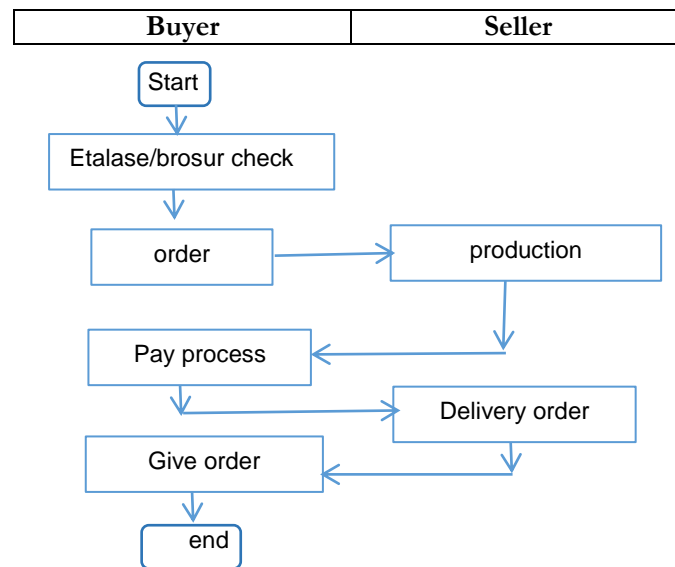 Buyer Seller
Start
Etalase/brosur check
order
production
Pay process
Delivery order
Give order
end